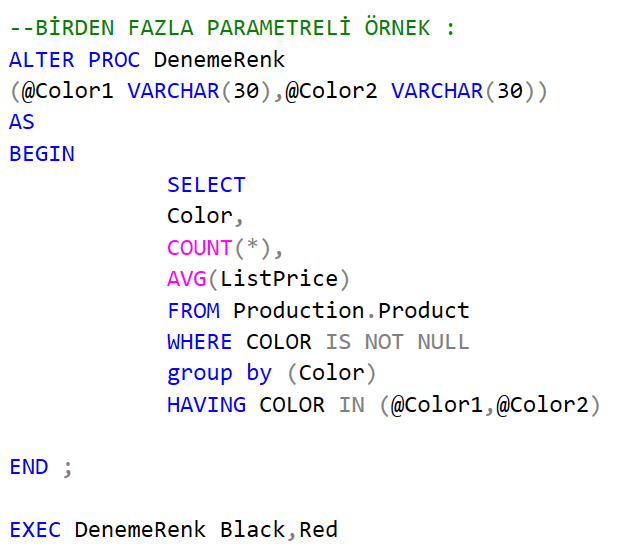 --BİRDEN FAZLA PARAMETRELİ ÖRNEK :
ALTER PROC DenemeRenk
(@Color1 VARCHAR(30),@Color2 VARCHAR(30))
AS
BEGIN
SELECT
Color,
COUNT(*),
AVG(ListPrice)
FROM Production.Product
WHERE COLOR IS NOT NULL
group by (Color)
HAVING COLOR IN (@Color1,@Color2)
END ;
EXEC DenemeRenk Black,Red